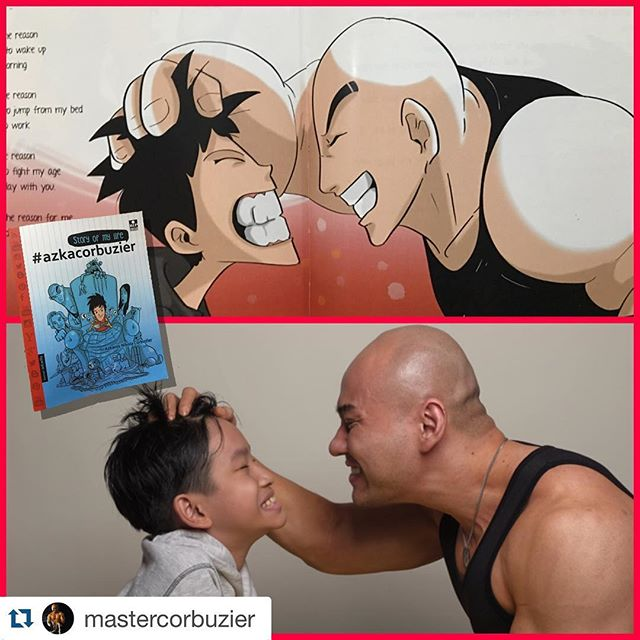 he reason
to wake up
orning
e reason
o jump from my bed
o work
e reason
o fight my age
lay with you.
he reason for me
Story of my life
#azkacorbuzier
mastercorbuzier